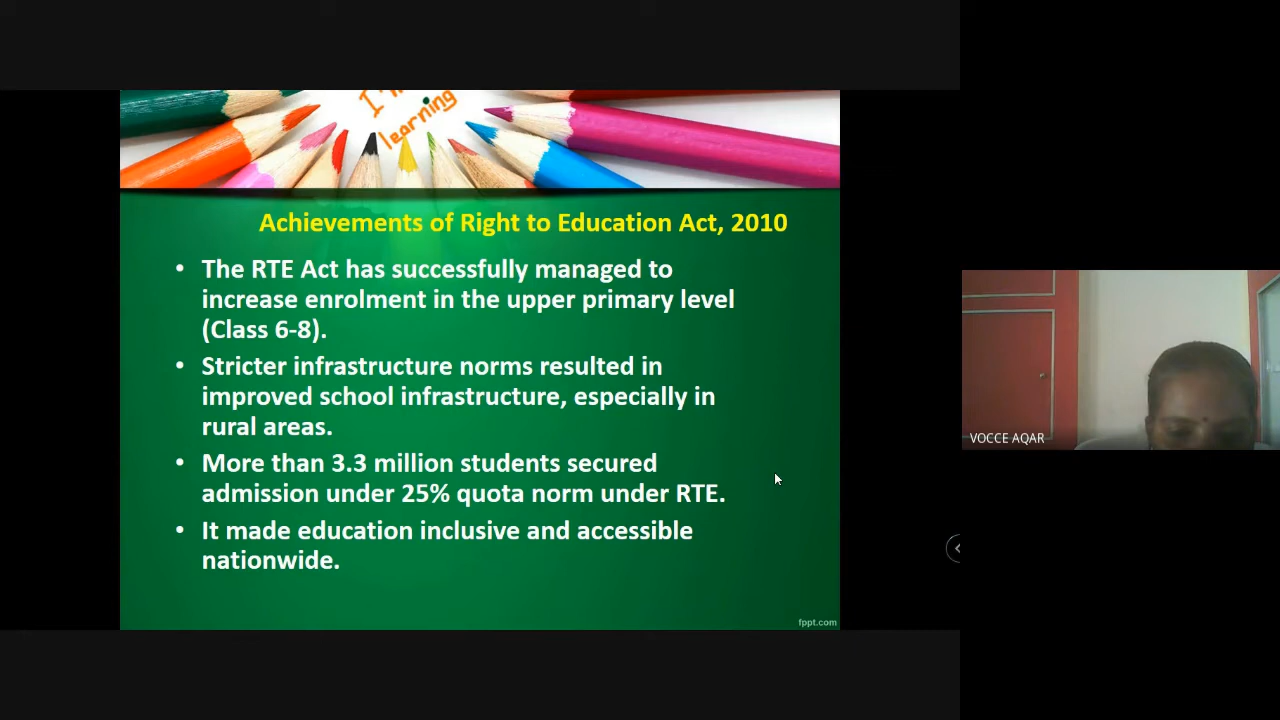 learning
Achievements of Right to Education Act, 2010
• The RTE Act has successfully managed to
increase enrolment in the upper primary level
(Class 6-8).
• Stricter infrastructure norms resulted in
improved school infrastructure, especially in
rural areas.
• More than 3.3 million students secured
admission under 25% quota norm under RTE.
• It made education inclusive and accessible
nationwide.
fppt.com
VOCCE AQAR